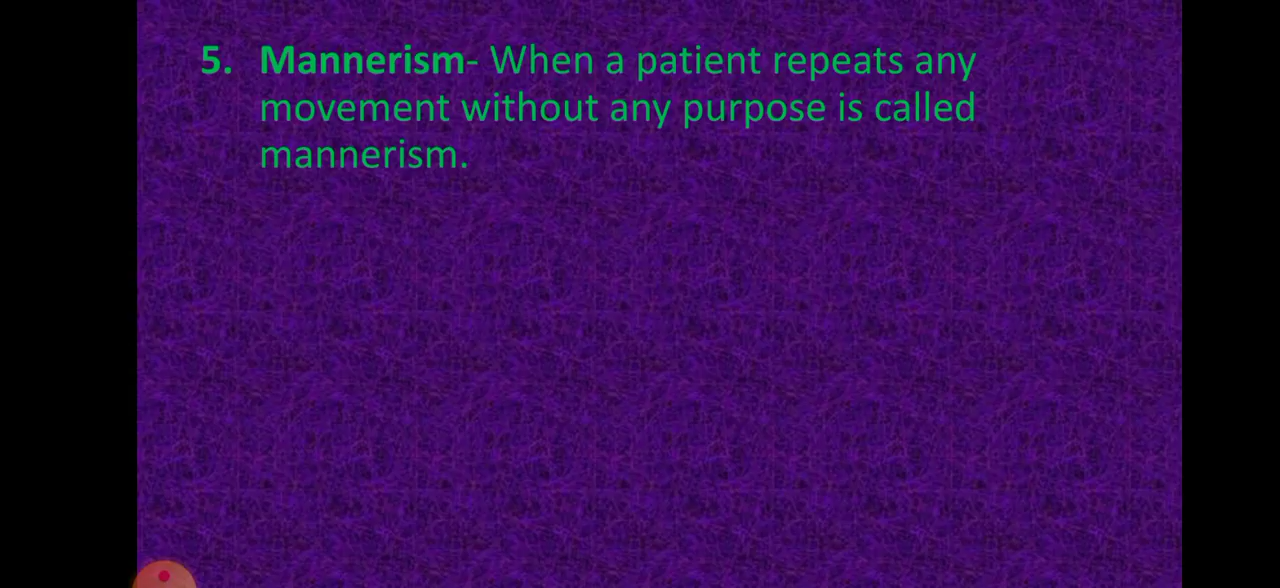 5. Mannerism- When a patient repeats any
movement without any purpose is called
mannerism.